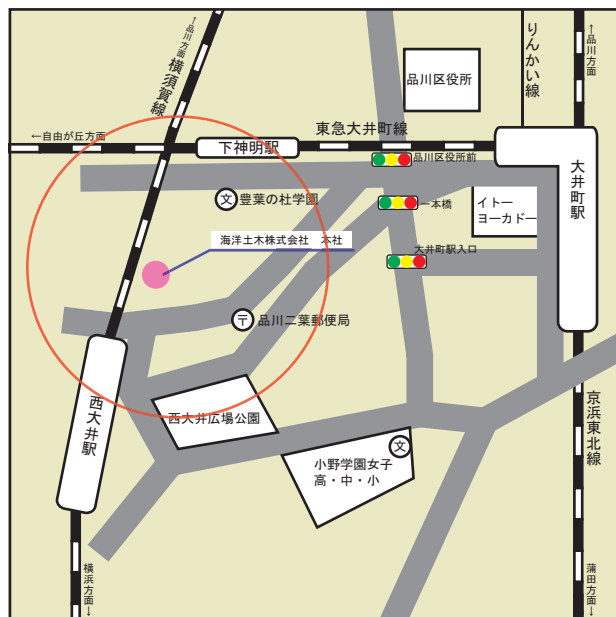 ←品川方面
横須賀線
りんかい線
←品川方面
品川区役所
←自由が丘方面
東急大井町線
下神明駅
品川区役所前
大井町駅
文
豊葉の杜学園
一本橋
イトー
ヨーカドー
海洋土木株式会社 本社
大井町駅入口
〒
品川二葉郵便局
西大井駅
西大井広場公園
京浜東北線
文
小野学園女子
高・中・小
横浜方面→
蒲田方面→